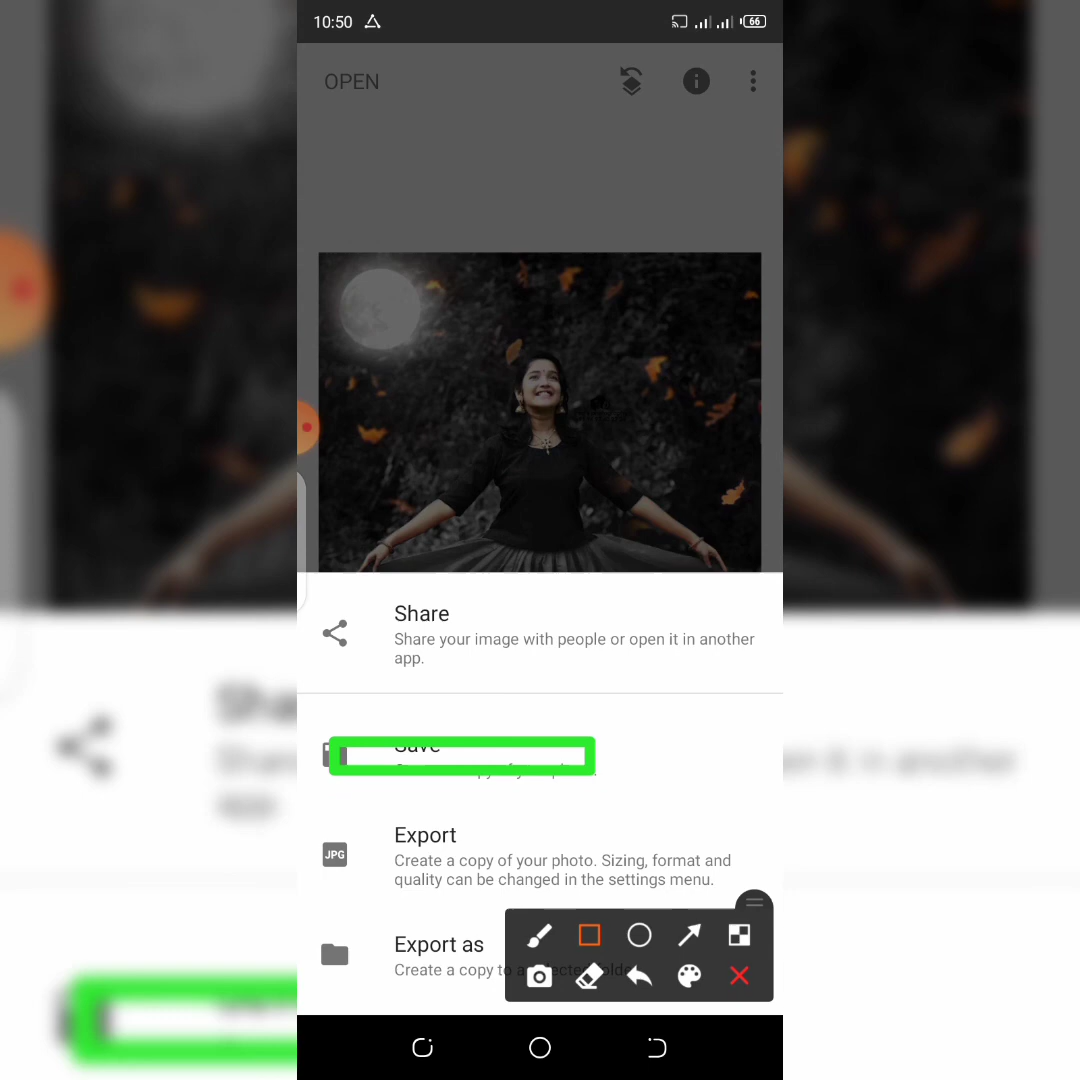 10:50
66
OPEN
Share
Share your image with people or open it in another
app.
Save
Export
JPG
Create a copy of your photo. Sizing, format and
quality can be changed in the settings menu.
Export as
Create a copy to a